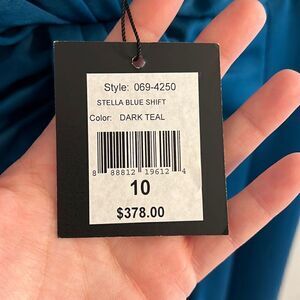 Style: 069-4250
STELLA BLUE SHIFT
Color: DARK TEAL
8 88812 19612 4
10
$378.00